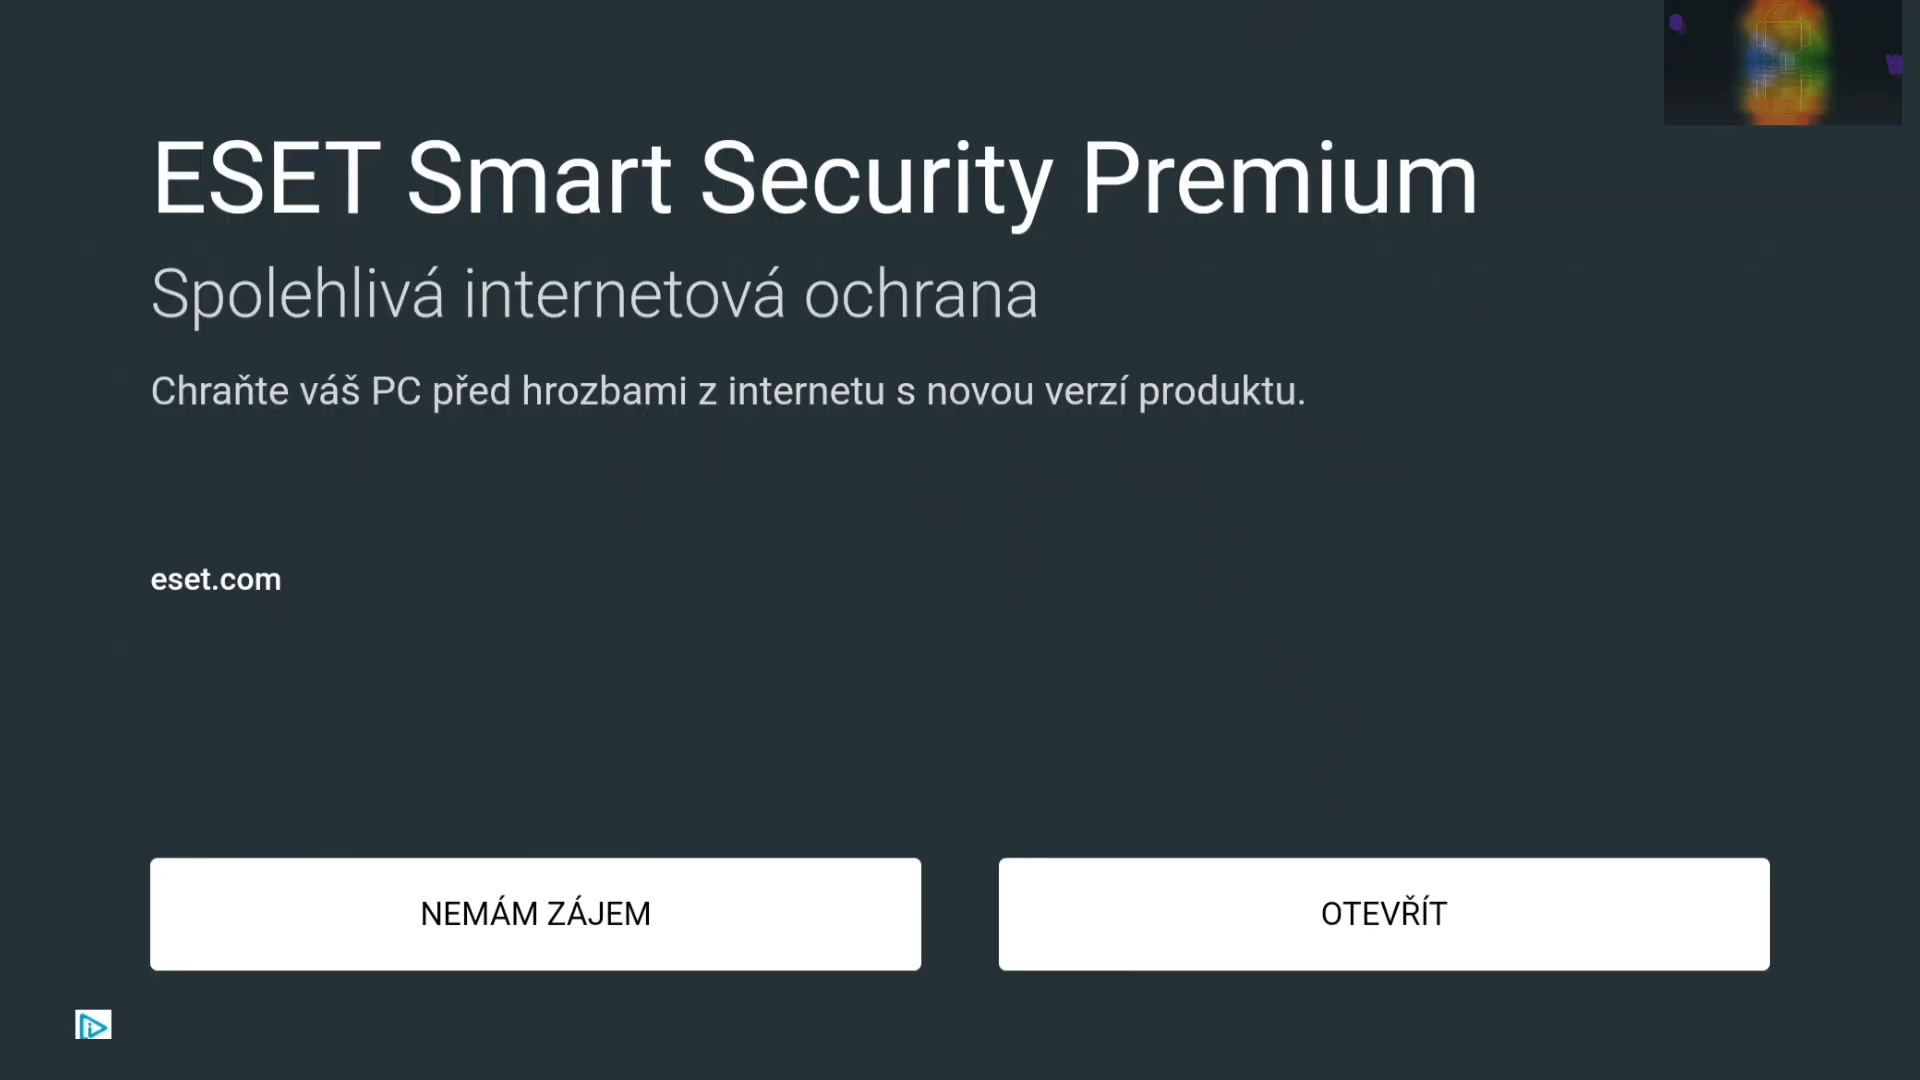 ESET Smart Security Premium
Spolehlivá internetová ochrana
Chraňte váš PC před hrozbami z internetu s novou verzí produktu.
eset.com
NEMÁM ZÁJEM
OTEVŘÍT